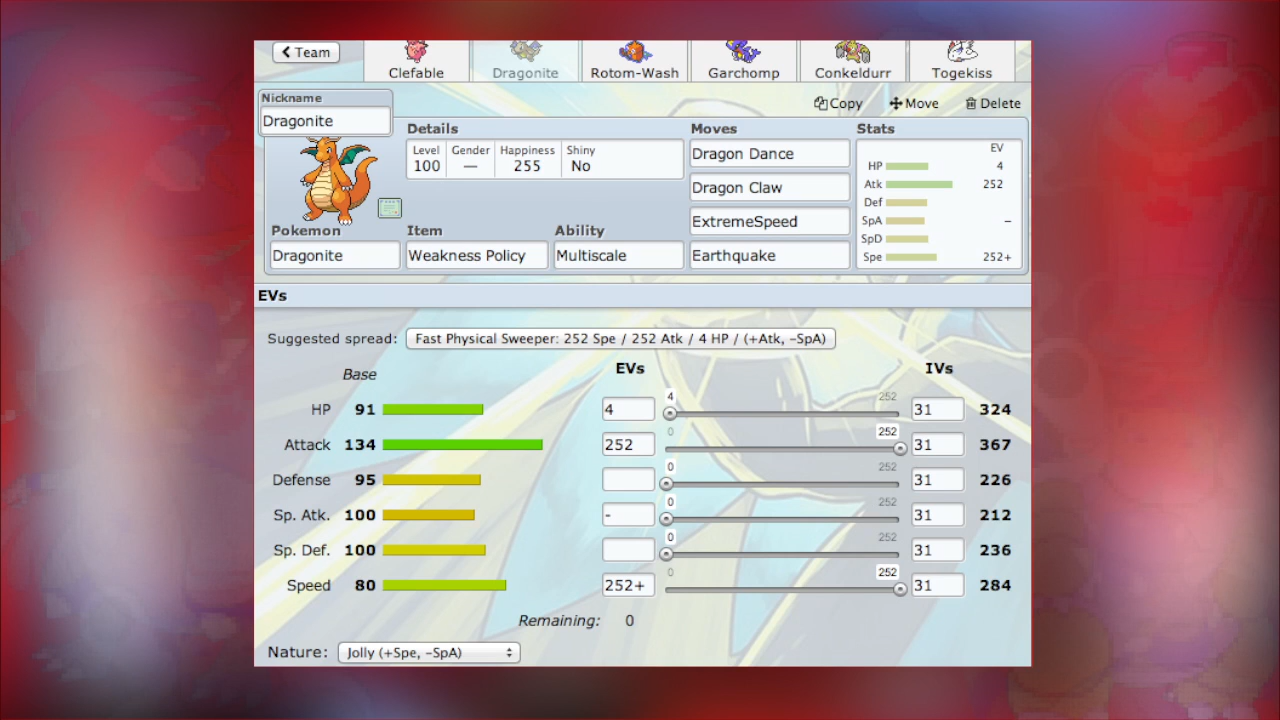 Team
Clefable
Dragonite
Rotom-Wash
Garchomp
Conkeldurr
Togekiss
Copy Move Delete
Nickname
Dragonite
Details
Level Gender Happiness Shiny
100 — 255 No
Pokemon
Dragonite
Item
Weakness Policy
Ability
Multiscale
Moves
Dragon Dance
Dragon Claw
ExtremeSpeed
Earthquake
Stats
EV
HP 4
Atk 252
Def
SpA –
SpD
Spe 252+
EVs
Suggested spread: Fast Physical Sweeper: 252 Spe / 252 Atk / 4 HP / (+Atk, −SpA)
Base EVs IVs
HP 91 4 4 252 31 324
Attack 134 252 0 252 31 367
Defense 95 0 252 31 226
Sp. Atk. 100 - 0 252 31 212
Sp. Def. 100 0 252 31 236
Speed 80 252+ 0 252 31 284
Remaining: 0
Nature: Jolly (+Spe, −SpA)